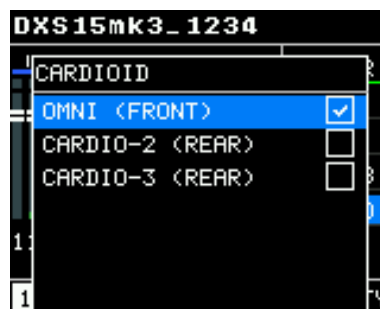 DXS15mk3_1234
CARDIOID
OMNI (FRONT)
CARDIO-2 (REAR)
CARDIO-3 (REAR)